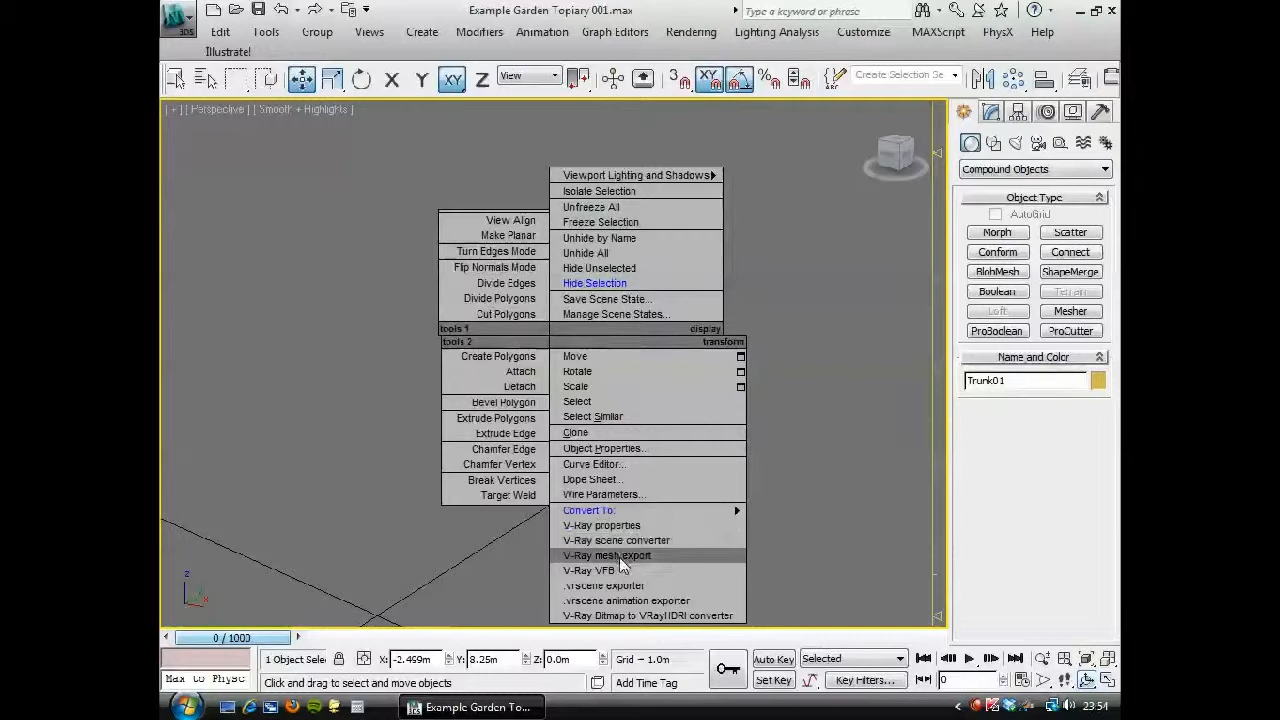 Example Garden Topiary 001.max
Type a keyword or phrase
Edit Tools Group Views Create Modifiers Animation Graph Editors Rendering Lighting Analysis Customize MAXScript PhysX Help
Illustrate!
X Y XY Z View 3 XY % Create Selection Se
[ + ] [ Perspective ] [ Smooth + Highlights ]
Compound Objects
Object Type
AutoGrid
Morph Scatter
Conform Connect
BlobMesh ShapeMerge
Boolean Terrain
Loft Mesher
ProBoolean ProCutter
Name and Color
Trunk01
Viewport Lighting and Shadows
Isolate Selection
Unfreeze All
Freeze Selection
Unhide by Name
Unhide All
Hide Unselected
Hide Selection
Save Scene State...
Manage Scene States...
display
View Align
Make Planar
Turn Edges Mode
Flip Normals Mode
Divide Edges
Divide Polygons
Cut Polygons
tools 1
tools 2
Create Polygons
Attach
Detach
Bevel Polygon
Extrude Polygons
Extrude Edge
Chamfer Edge
Chamfer Vertex
Break Vertices
Target Weld
transform
Move
Rotate
Scale
Select
Select Similar
Clone
Object Properties...
Curve Editor...
Dope Sheet...
Wire Parameters...
Convert To:
V-Ray properties
V-Ray scene converter
V-Ray mesh export
V-Ray VFB
.vrscene exporter
.vrscene animation exporter
V-Ray Bitmap to VRayHDRI converter
z
x
0 / 1000
1 Object Selec
X: -2.469m Y: 8.25m Z: 0.0m Grid = 1.0m
Auto Key Selected
Max to Physc
Click and drag to select and move objects
Add Time Tag
Set Key Key Filters... 0
Example Garden To...
23:54